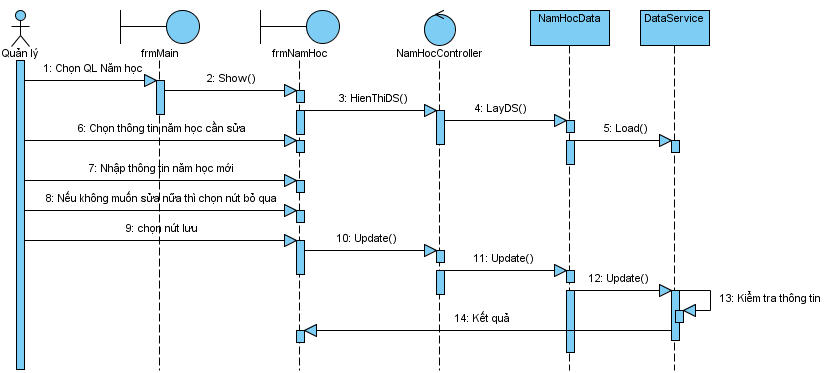 Quản lý
frmMain
frmNamHoc
NamHocController
NamHocData
DataService
1: Chọn QL Năm học
2: Show()
3: HienThiDS()
4: LayDS()
5: Load()
6: Chọn thông tin năm học cần sửa
7: Nhập thông tin năm học mới
8: Nếu không muốn sửa nữa thì chọn nút bỏ qua
9: chọn nút lưu
10: Update()
11: Update()
12: Update()
13: Kiểm tra thông tin
14: Kết quả